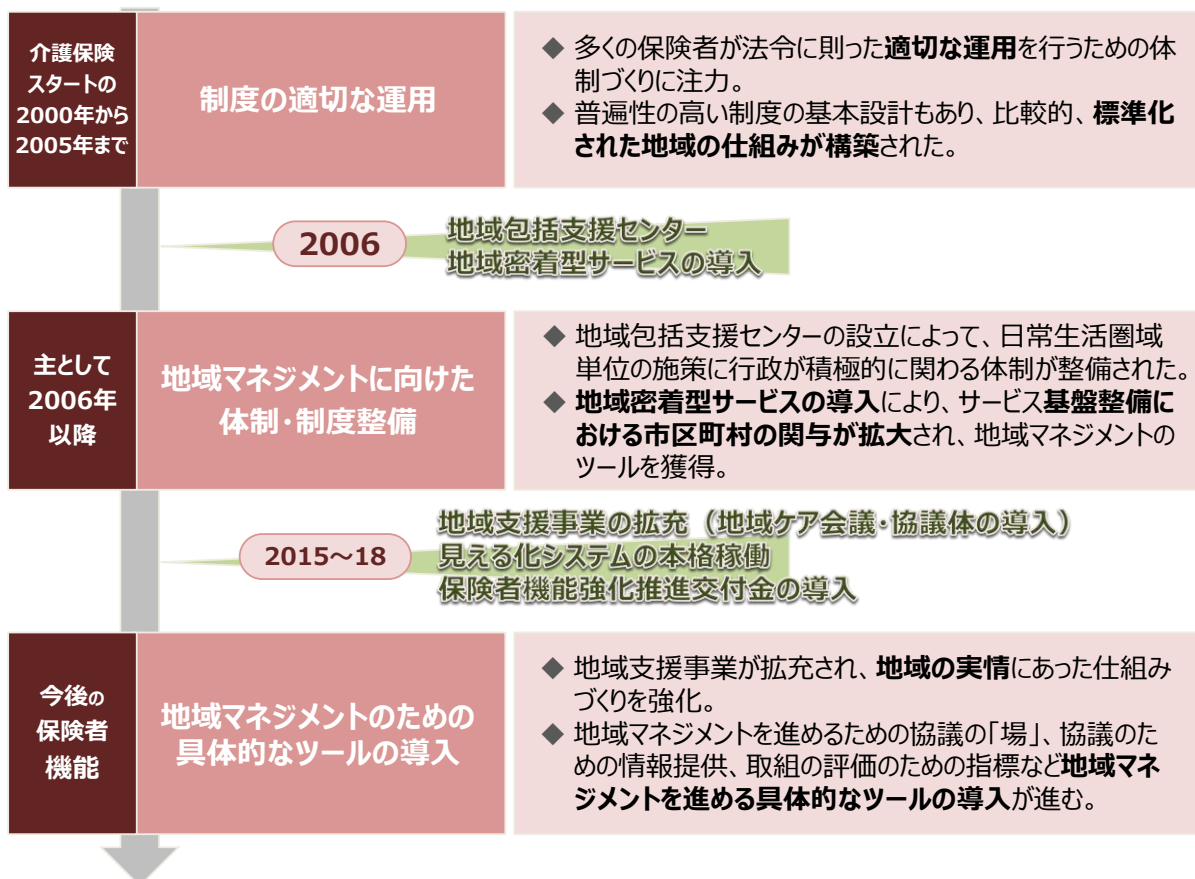 介護保険
スタートの
2000年から
2005年まで
制度の適切な運用
◆ 多くの保険者が法令に則った適切な運用を行うための体
制づくりに注力。
◆ 普遍性の高い制度の基本設計もあり、比較的、標準化
された地域の仕組みが構築された。
2006
地域包括支援センター
地域密着型サービスの導入
主として
2006年
以降
地域マネジメントに向けた
体制・制度整備
◆ 地域包括支援センターの設立によって、日常生活圏域
単位の施策に行政が積極的に関わる体制が整備された。
◆ 地域密着型サービスの導入により、サービス基盤整備に
おける市区町村の関与が拡大され、地域マネジメントの
ツールを獲得。
2015～18
地域支援事業の拡充（地域ケア会議・協議体の導入）
見える化システムの本格稼働
保険者機能強化推進交付金の導入
今後の
保険者
機能
地域マネジメントのための
具体的なツールの導入
◆ 地域支援事業が拡充され、地域の実情にあった仕組み
づくりを強化。
◆ 地域マネジメントを進めるための協議の「場」、協議のた
めの情報提供、取組の評価のための指標など地域マネ
ジメントを進める具体的なツールの導入が進む。